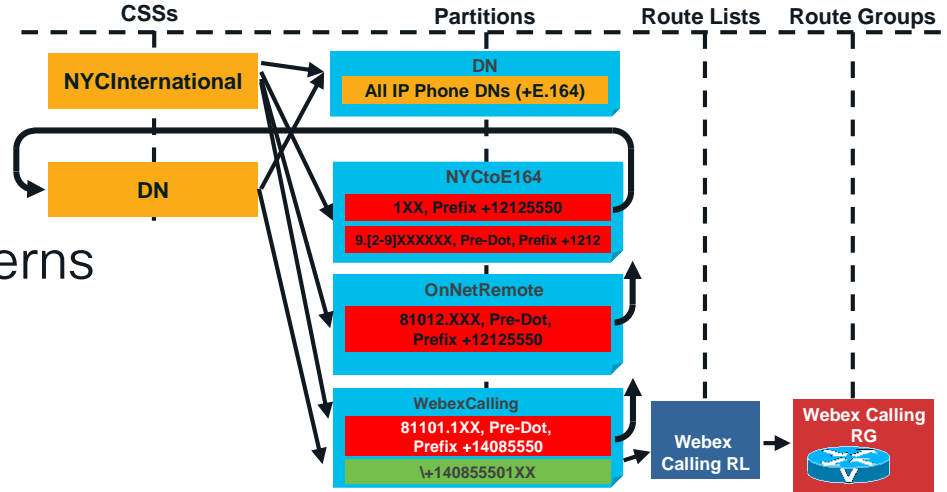 CSSs
Partitions
Route Lists
Route Groups
NYCInternational
DN
All IP Phone DNs (+E.164)
DN
NYCtoE164
1XX, Prefix +12125550
9.[2-9]XXXXXX, Pre-Dot, Prefix +1212
erns
OnNetRemote
81012.XXX, Pre-Dot,
Prefix +12125550
WebexCalling
81101.1XX, Pre-Dot,
Prefix +14085550
\+140855501XX
Webex
Calling RL
Webex Calling
RG
V